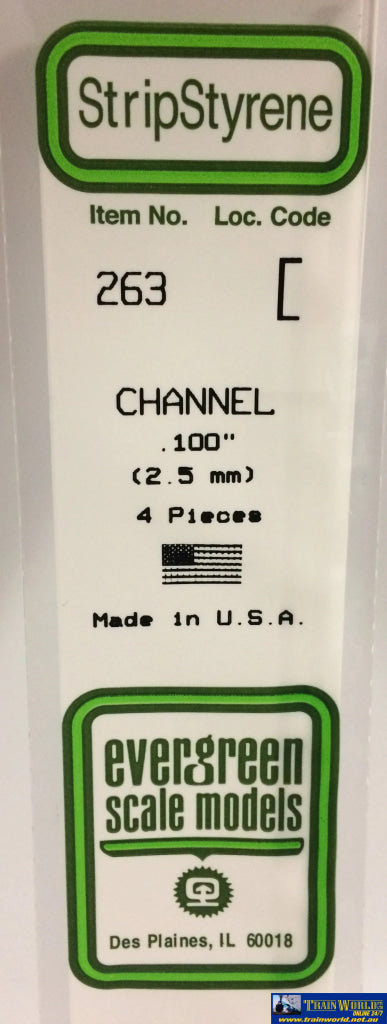 StripStyrene
Item No. Loc. Code
263 [
CHANNEL
.100"
(2.5 mm)
4 Pieces
Made in U.S.A.
evergreen
scale models
Des Plaines, IL 60018
TRAIN WORLD
ONLINE 24/7
www.trainworld.net.au